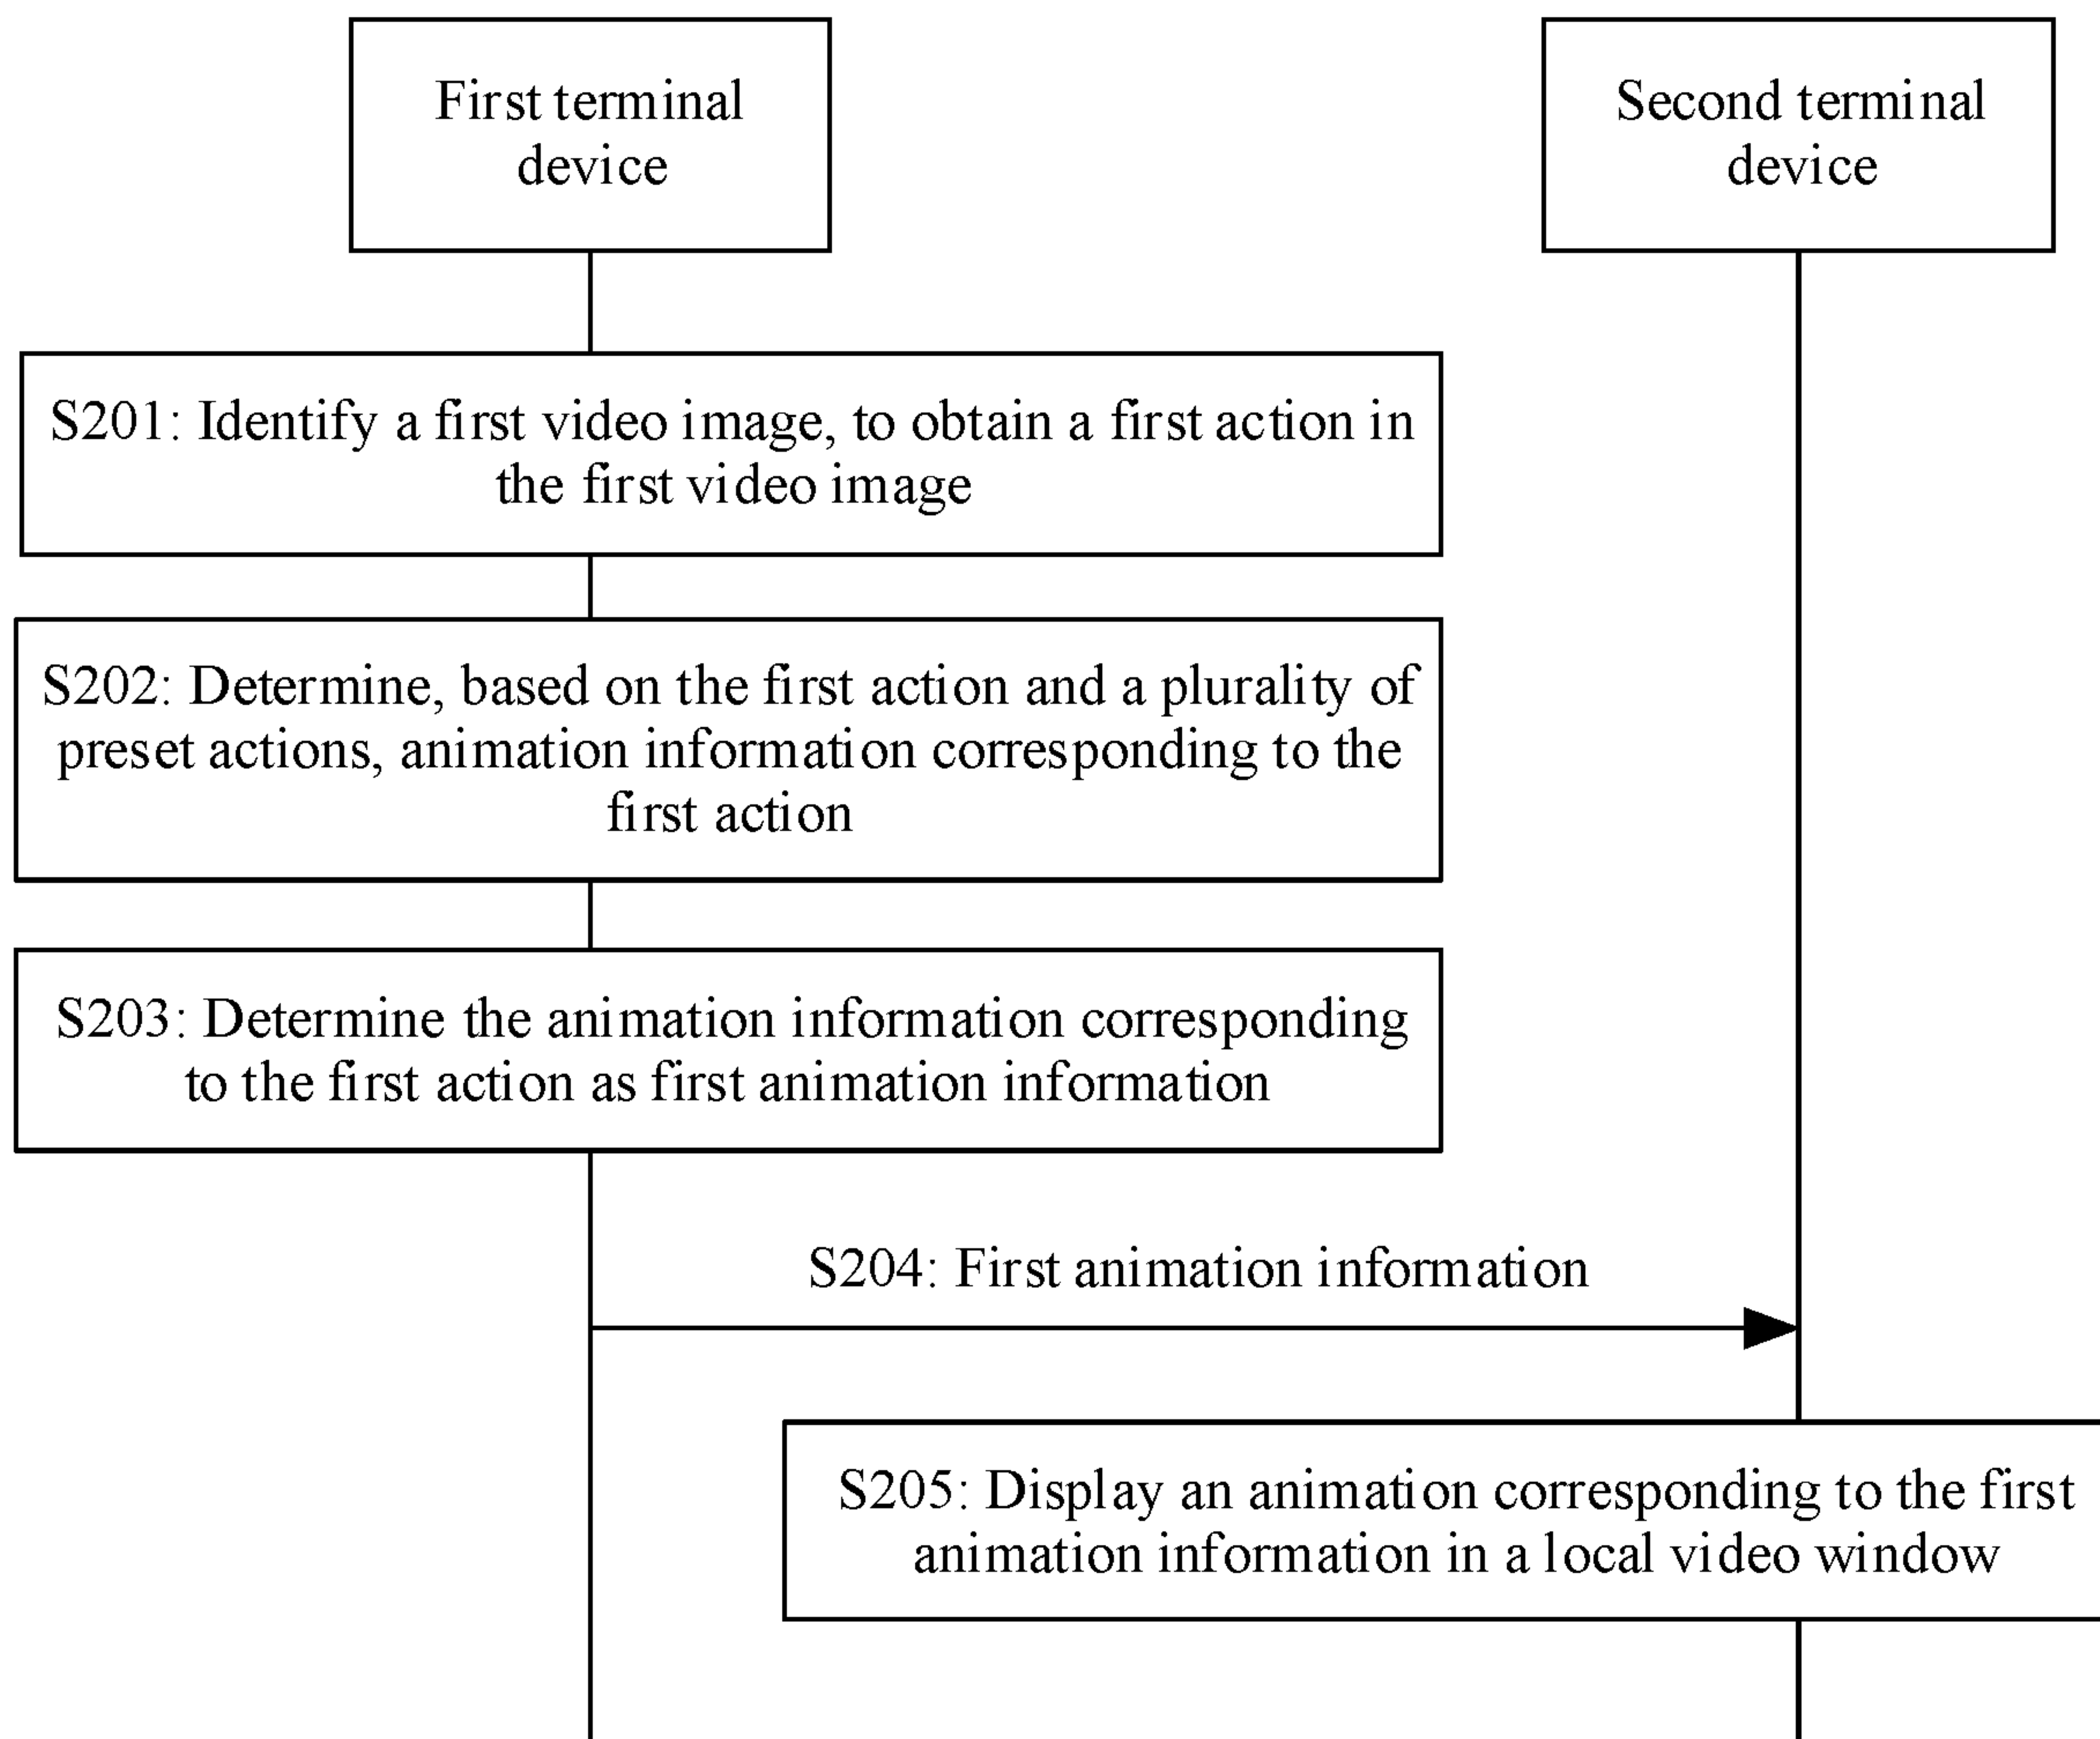 First terminal
device
Second terminal
device
S201: Identify a first video image, to obtain a first action in
the first video image
S202: Determine, based on the first action and a plurality of
preset actions, animation information corresponding to the
first action
S203: Determine the animation information corresponding
to the first action as first animation information
S204: First animation information
S205: Display an animation corresponding to the first
animation information in a local video window